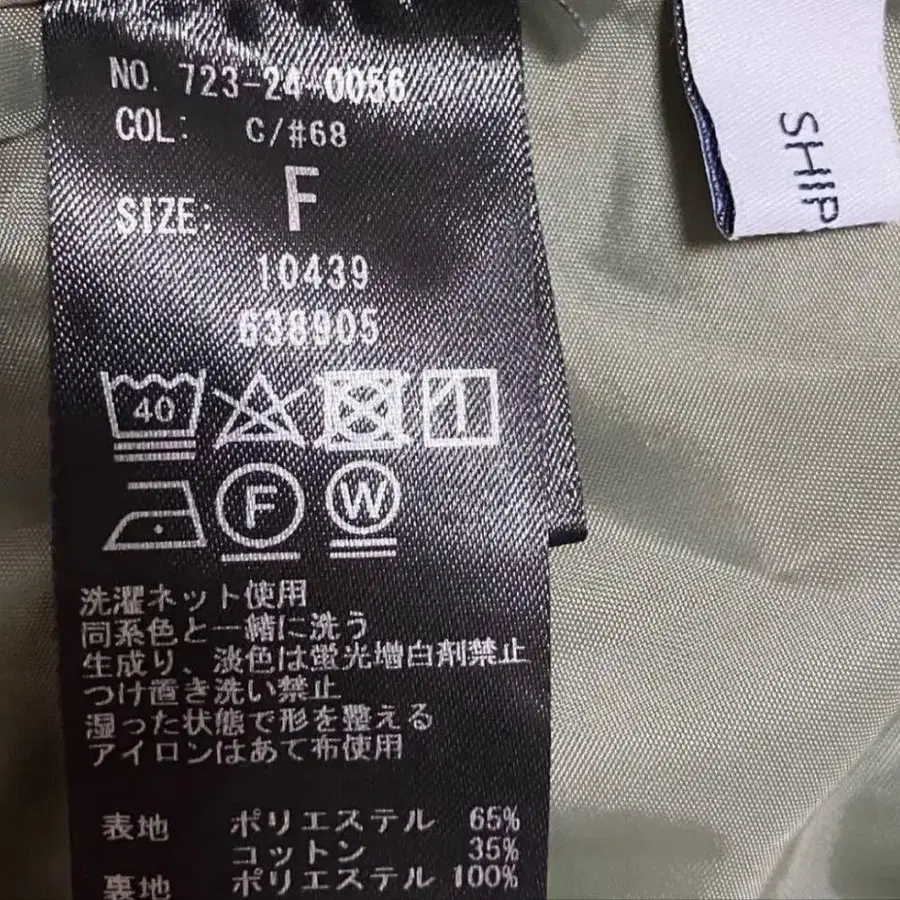 NO. 723-24-0056
COL: C/#68
SIZE: F
10439
638905
40
F
W
洗濯ネット使用
同系色と一緒に洗う
生成り、淡色は蛍光増白剤禁止
つけ置き洗い禁止
湿った状態で形を整える
アイロンはあて布使用
表地 ポリエステル 65%
コットン 35%
裏地 ポリエステル 100%
SHIPS